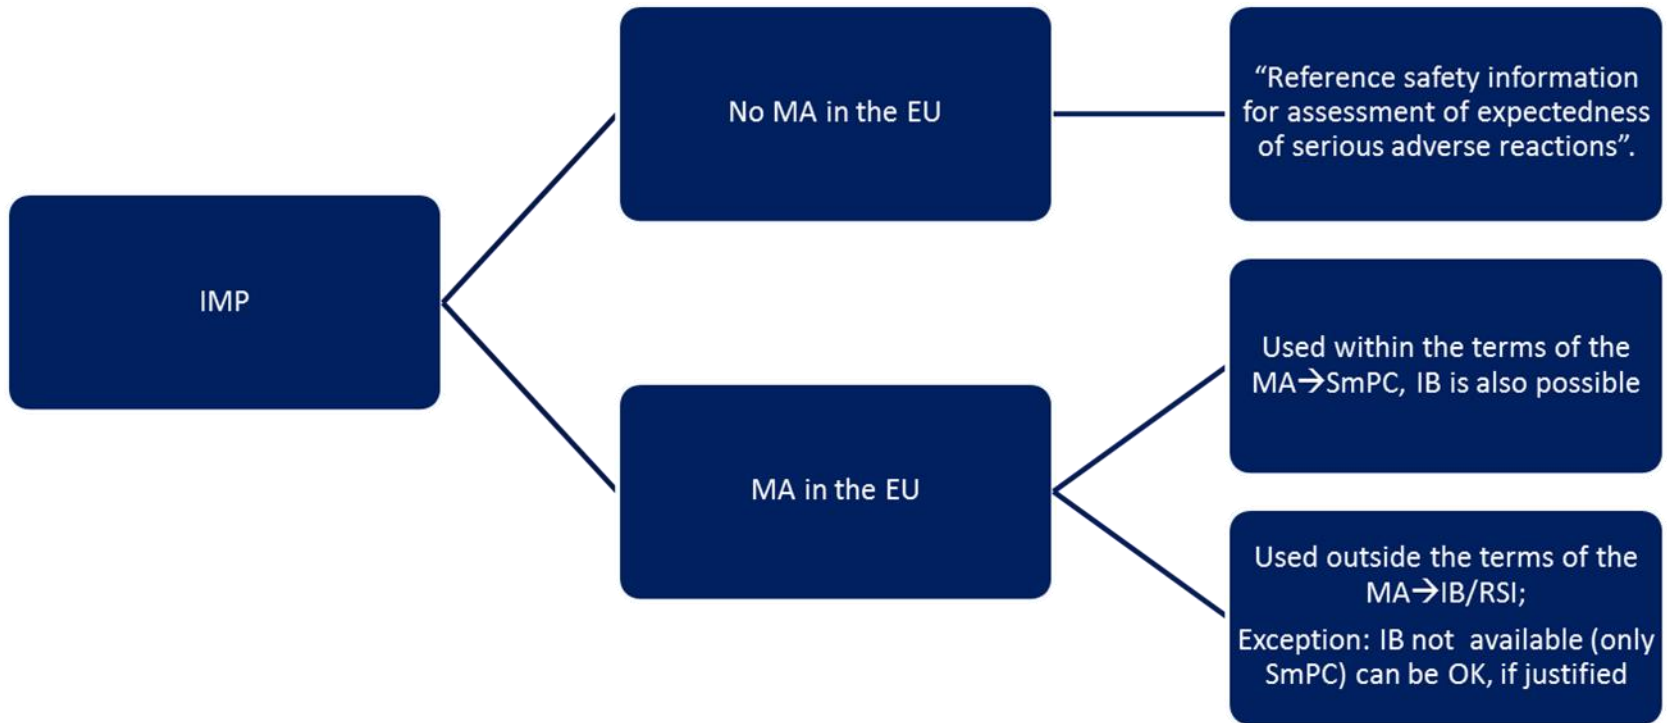 IMP
No MA in the EU
“Reference safety information
for assessment of expectedness
of serious adverse reactions”.
MA in the EU
Used within the terms of the
MA→SmPC, IB is also possible
Used outside the terms of the
MA→IB/RSI;
Exception: IB not available (only
SmPC) can be OK, if justified